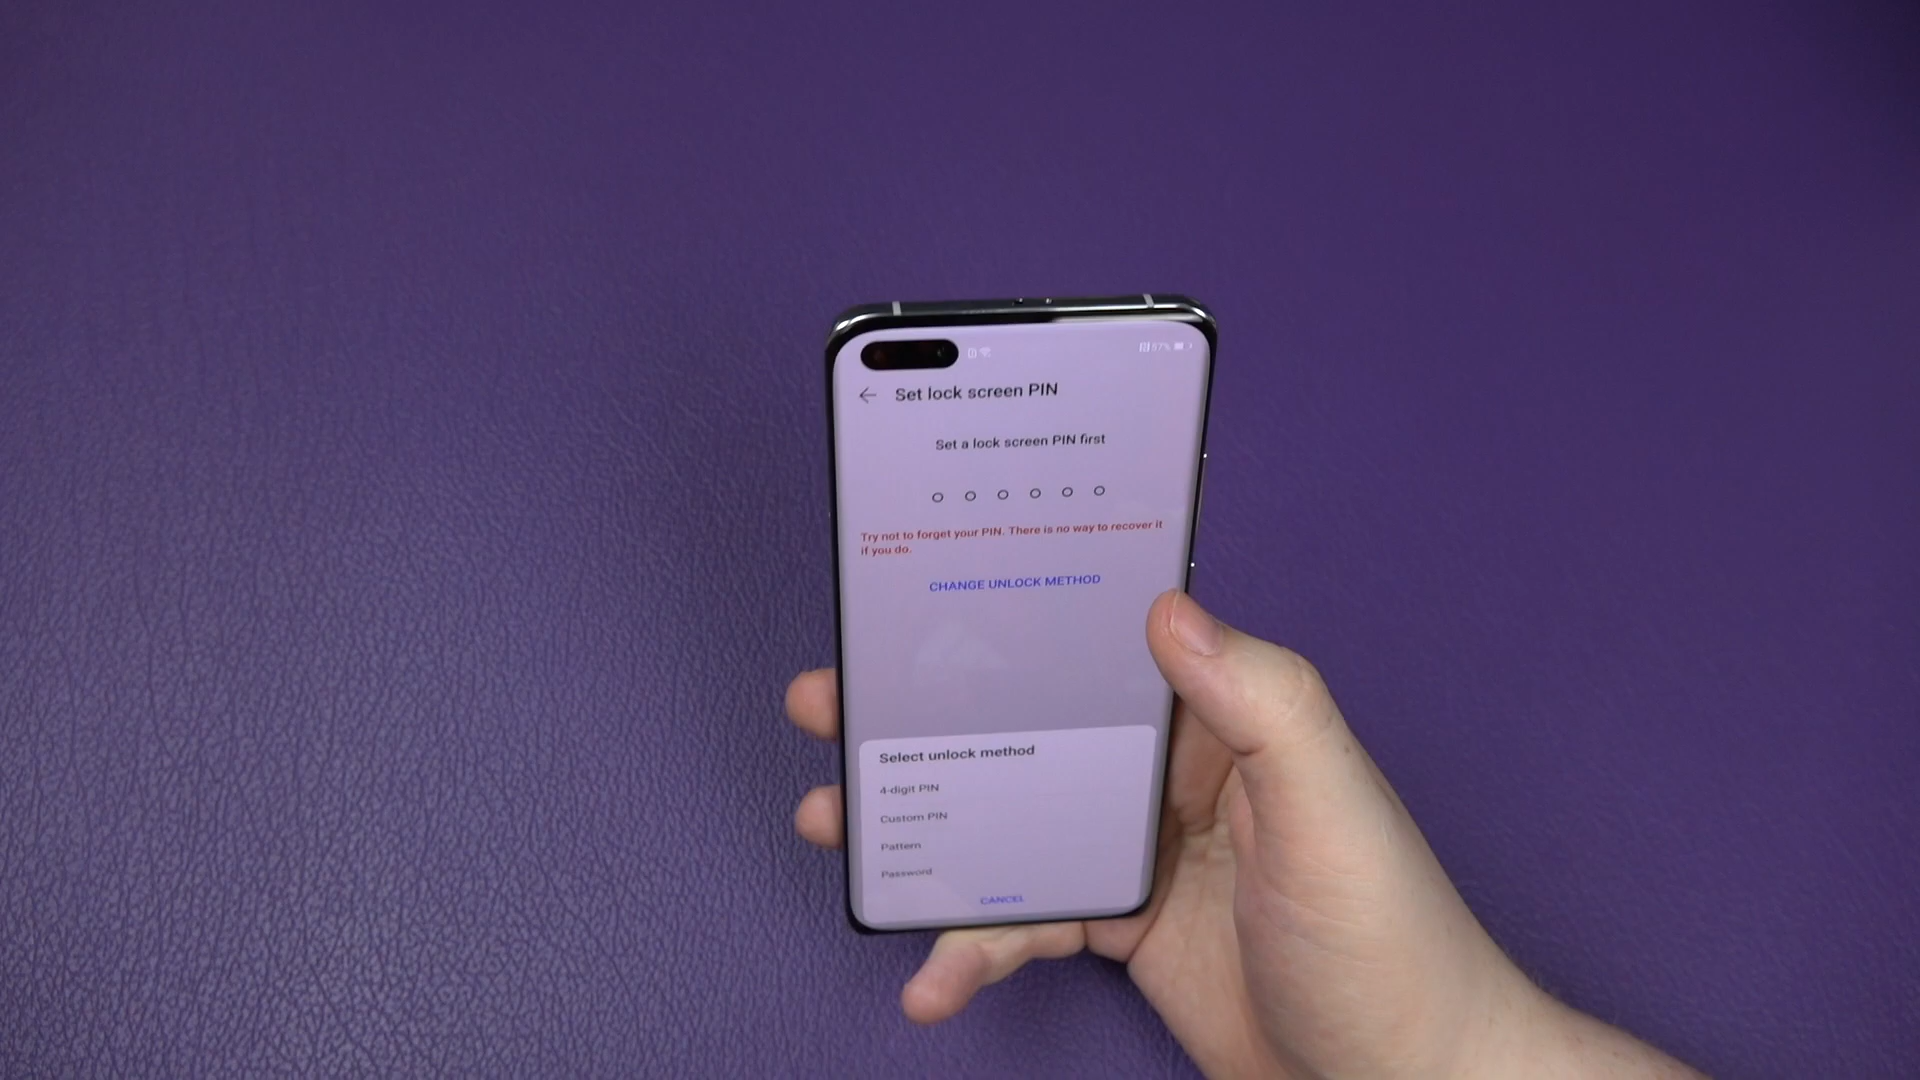 57%
Set lock screen PIN
Set a lock screen PIN first
Try not to forget your PIN. There is no way to recover it
if you do.
CHANGE UNLOCK METHOD
Select unlock method
4-digit PIN
Custom PIN
Pattern
Password
CANCEL